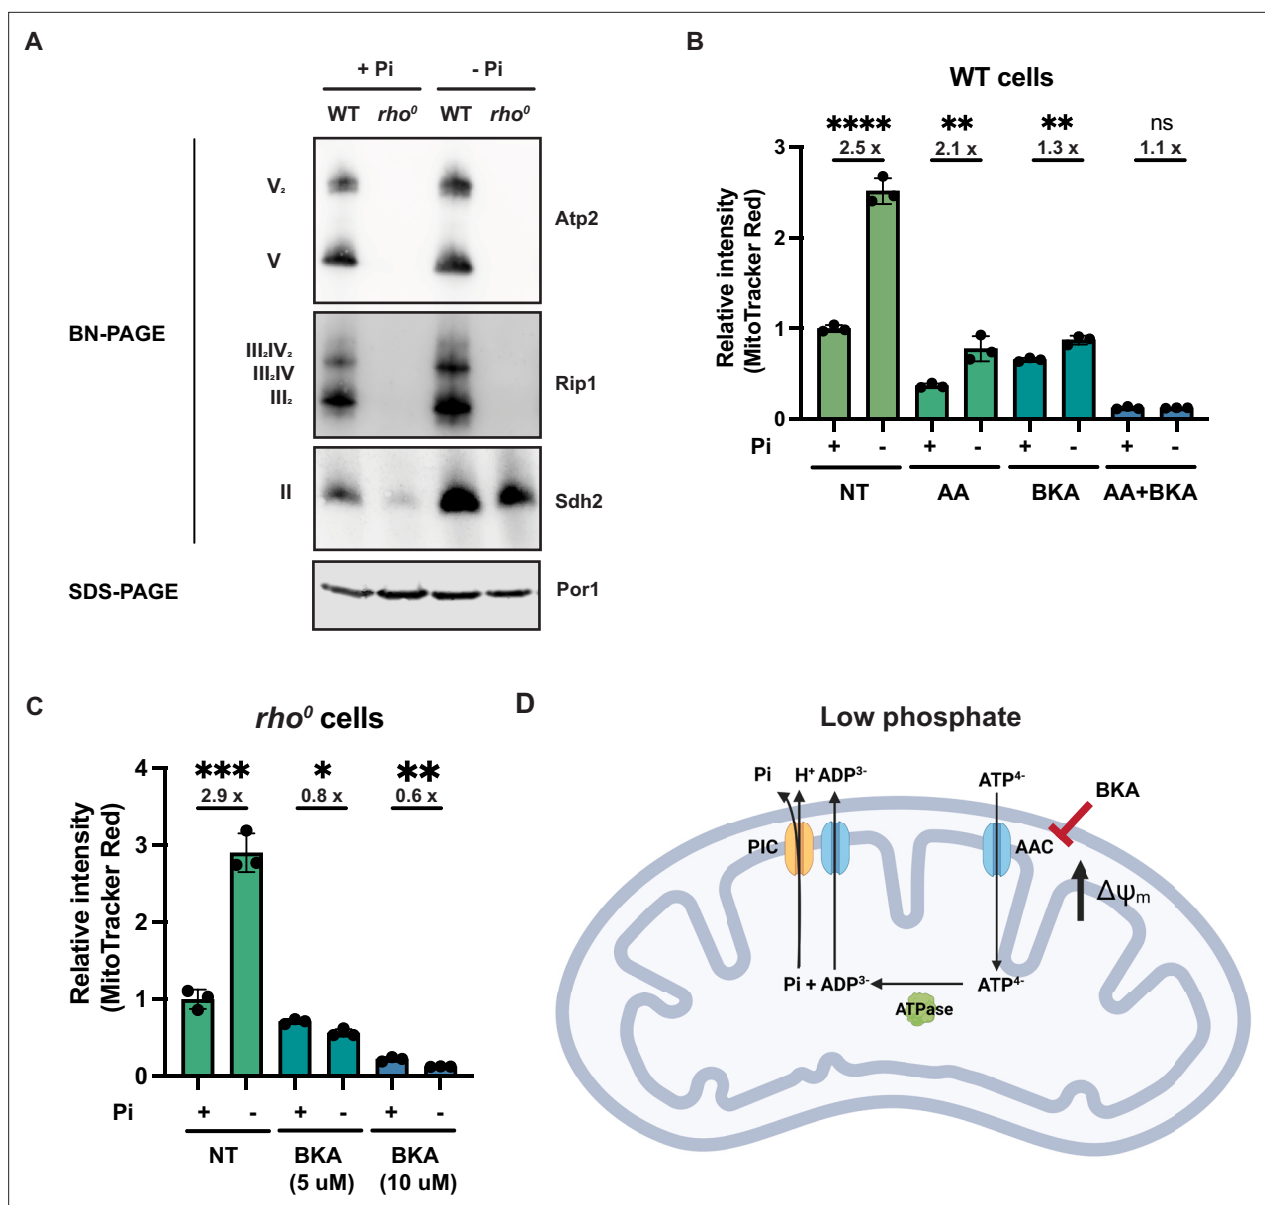 A
+ Pi - Pi
WT rho⁰ WT rho⁰
BN-PAGE
V₂
V
Atp2
III₂IV₂
III₂IV
III₂
Rip1
II
Sdh2
SDS-PAGE
Por1
B
WT cells
**** ** ** ns
2.5 x 2.1 x 1.3 x 1.1 x
Relative intensity
(MitoTracker Red)
3
2
1
0
Pi + - + - + - + -
NT AA BKA AA+BKA
C
rho⁰ cells
*** * **
2.9 x 0.8 x 0.6 x
Relative intensity
(MitoTracker Red)
4
3
2
1
0
Pi + - + - + -
NT BKA BKA
(5 uM) (10 uM)
D
Low phosphate
Pi H⁺ ADP³⁻ ATP⁴⁻
BKA
PIC AAC
Δψₘ
Pi + ADP³⁻ ATP⁴⁻
ATPase